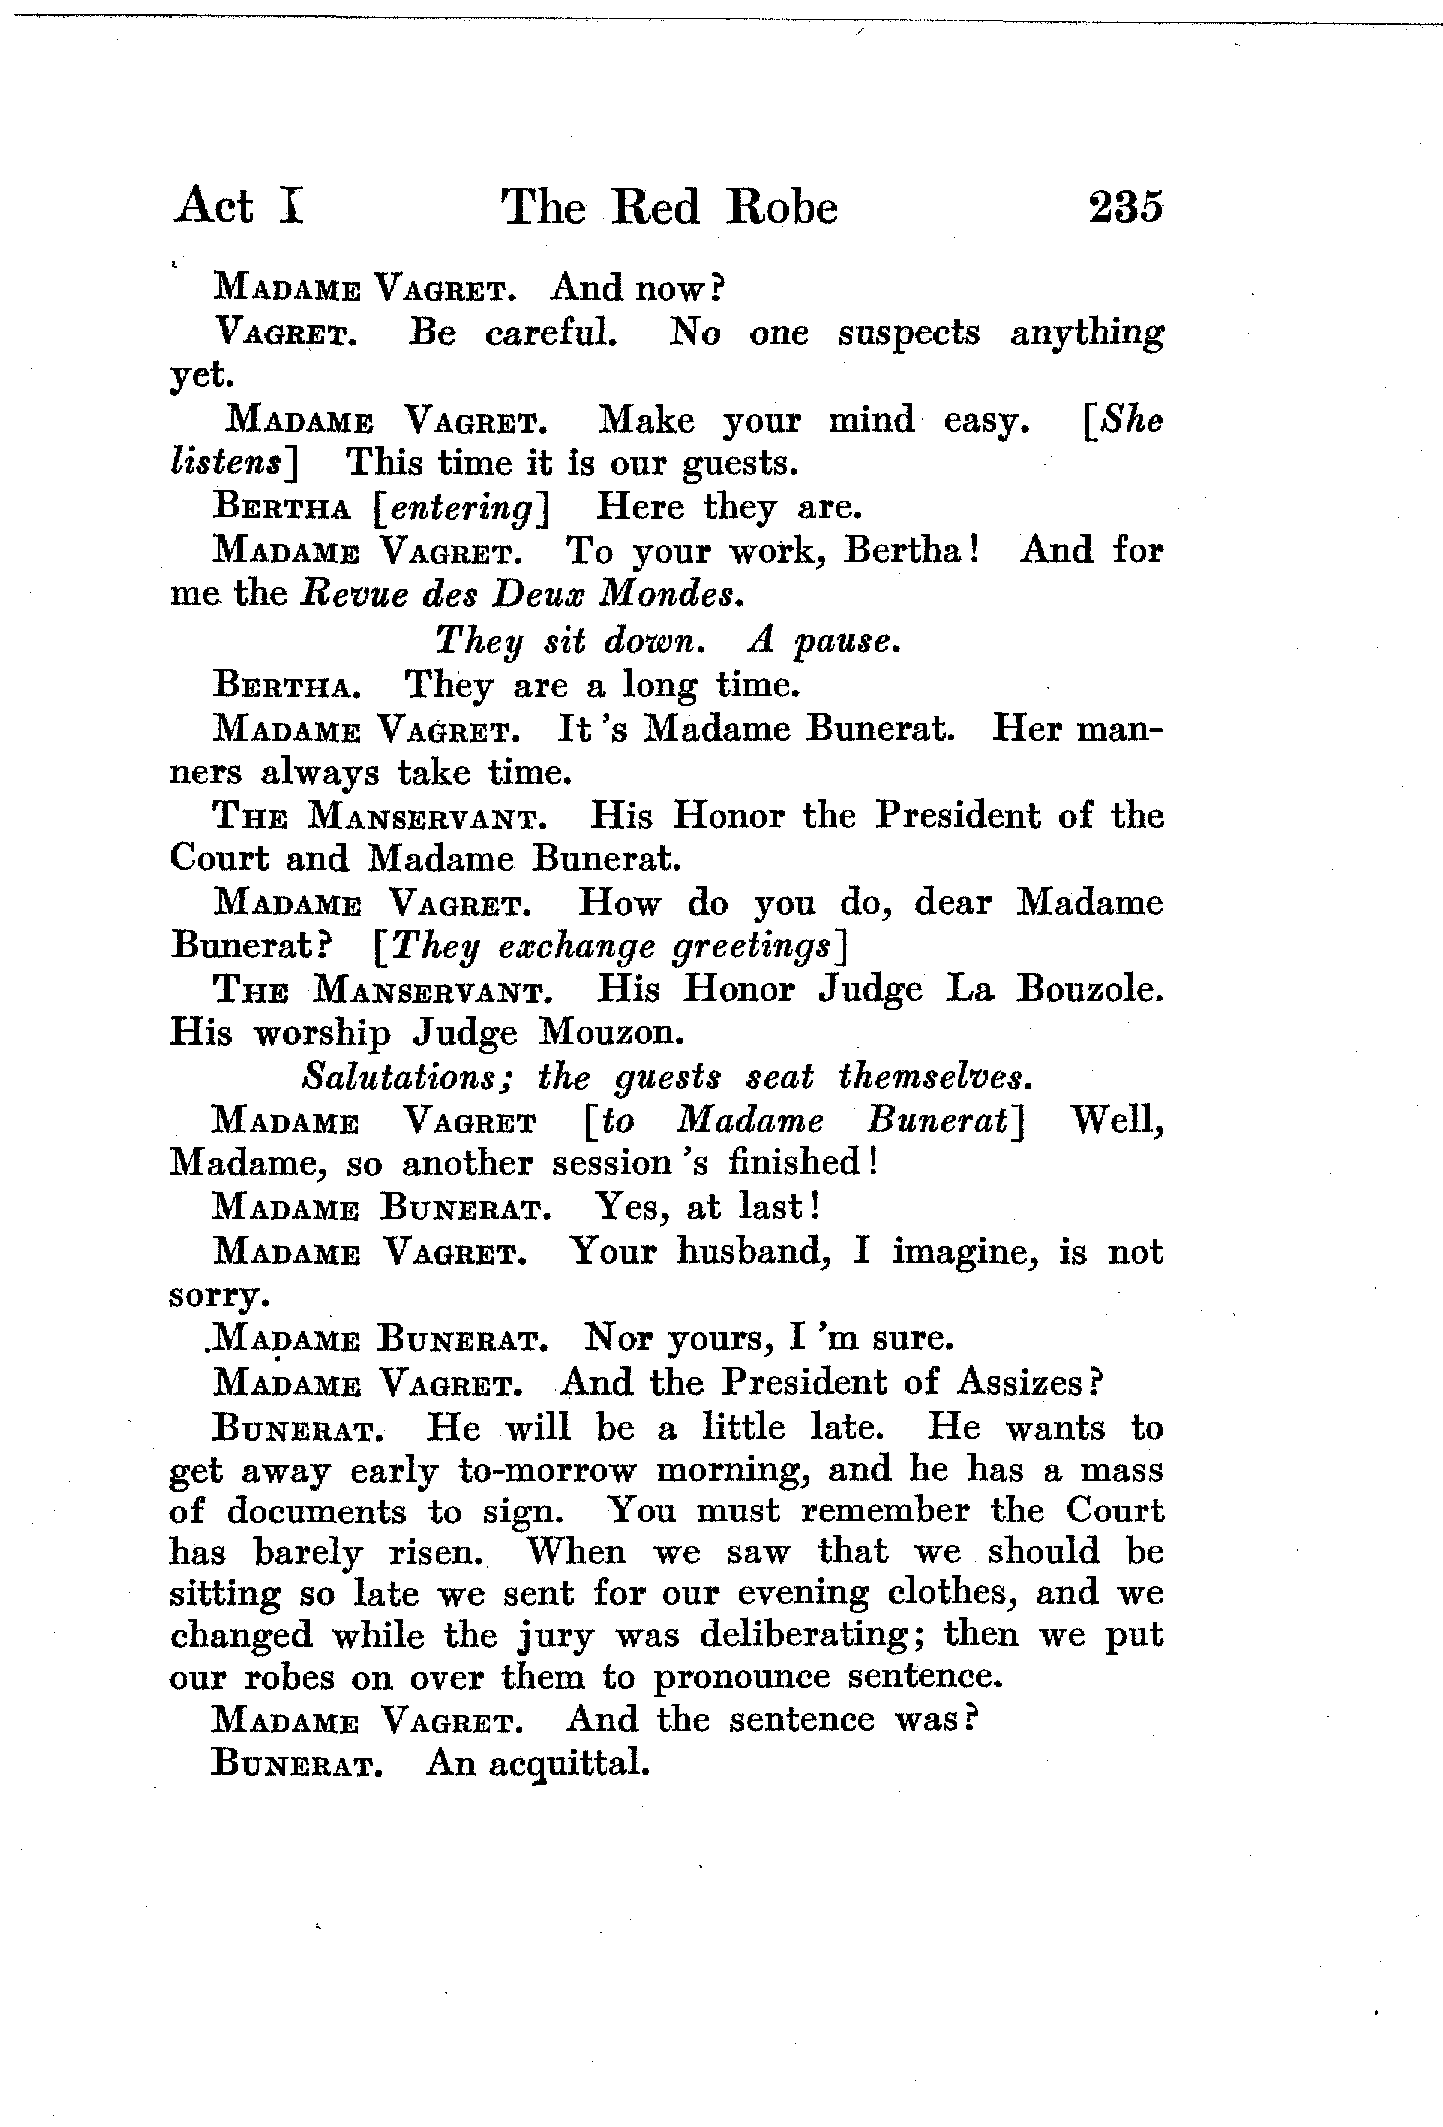 Act I The Red Robe 235
MADAME VAGRET. And now?
VAGRET. Be careful. No one suspects anything
yet.
MADAME VAGRET. Make your mind easy. [She
listens] This time it is our guests.
BERTHA [entering] Here they are.
MADAME VAGRET. To your work, Bertha! And for
me the Revue des Deux Mondes.
They sit down. A pause.
BERTHA. They are a long time.
MADAME VAGRET. It 's Madame Bunerat. Her man-
ners always take time.
THE MANSERVANT. His Honor the President of the
Court and Madame Bunerat.
MADAME VAGRET. How do you do, dear Madame
Bunerat? [They exchange greetings]
THE MANSERVANT. His Honor Judge La Bouzole.
His worship Judge Mouzon.
Salutations; the guests seat themselves.
MADAME VAGRET [to Madame Bunerat] Well,
Madame, so another session 's finished!
MADAME BUNERAT. Yes, at last!
MADAME VAGRET. Your husband, I imagine, is not
sorry.
MADAME BUNERAT. Nor yours, I 'm sure.
MADAME VAGRET. And the President of Assizes?
BUNERAT. He will be a little late. He wants to
get away early to-morrow morning, and he has a mass
of documents to sign. You must remember the Court
has barely risen. When we saw that we should be
sitting so late we sent for our evening clothes, and we
changed while the jury was deliberating; then we put
our robes on over them to pronounce sentence.
MADAME VAGRET. And the sentence was?
BUNERAT. An acquittal.